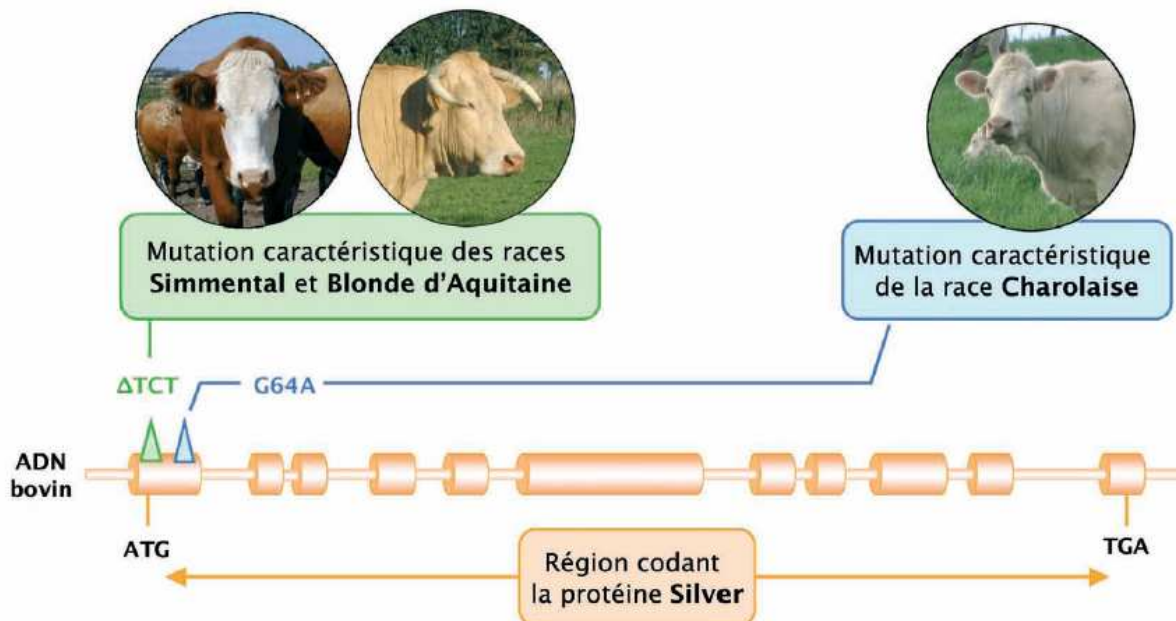 Mutation caractéristique des races
Simmental et Blonde d'Aquitaine
Mutation caractéristique
de la race Charolaise
ΔTCT
G64A
ADN
bovin
ATG
TGA
Région codant
la protéine Silver